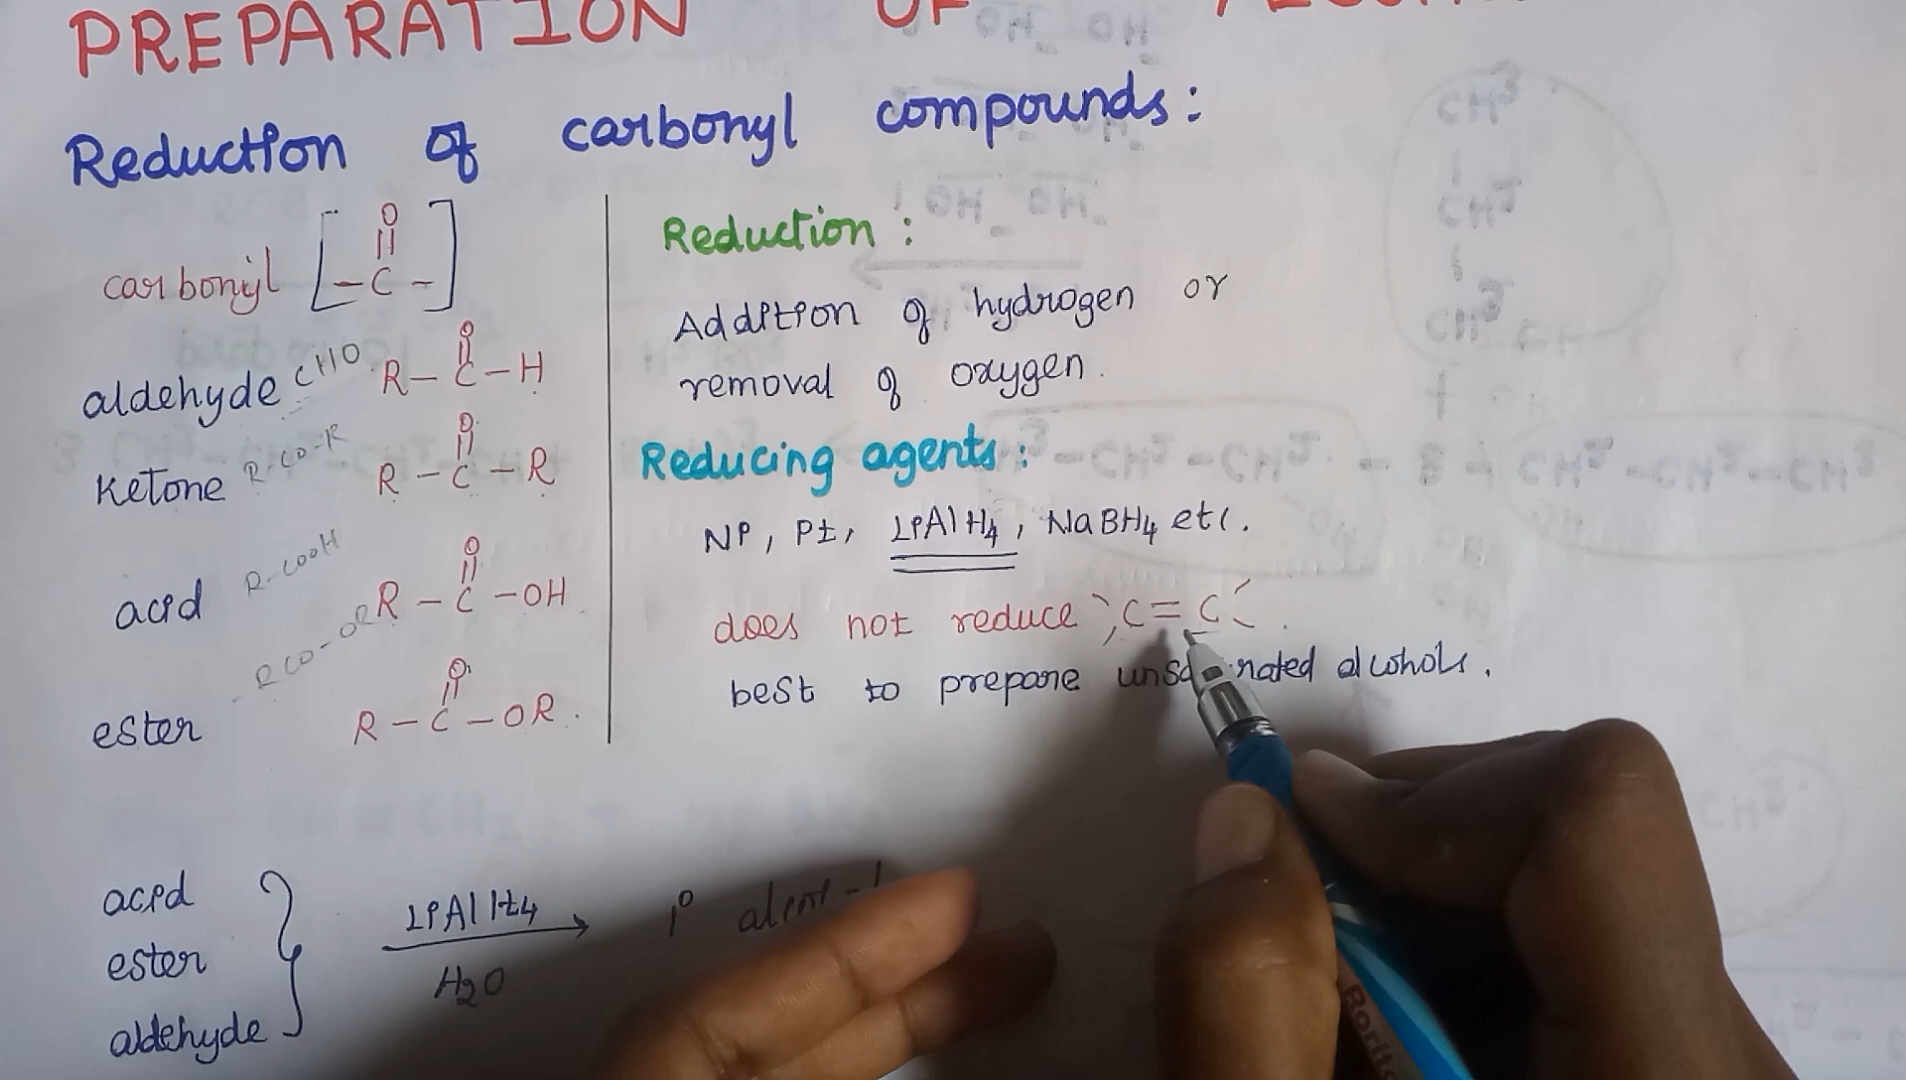 PREPARATION OF
Reduction of carbonyl compounds:
carbonyl [-C-]
O
||
aldehyde CHO R-C-H
O
||
Ketone R-CO-R R-C-R
O
||
acid R-COOH R-C-OH
O
||
ester RCO-OR R-C-OR.
O
||
Reduction:
Addition of hydrogen or
removal of oxygen.
Reducing agents:
Ni, Pt, LiAlH4, NaBH4 etc.
does not reduce >C=C<.
best to prepare alcohols.
acid
ester
aldehyde
LiAlH4
H2O
1°